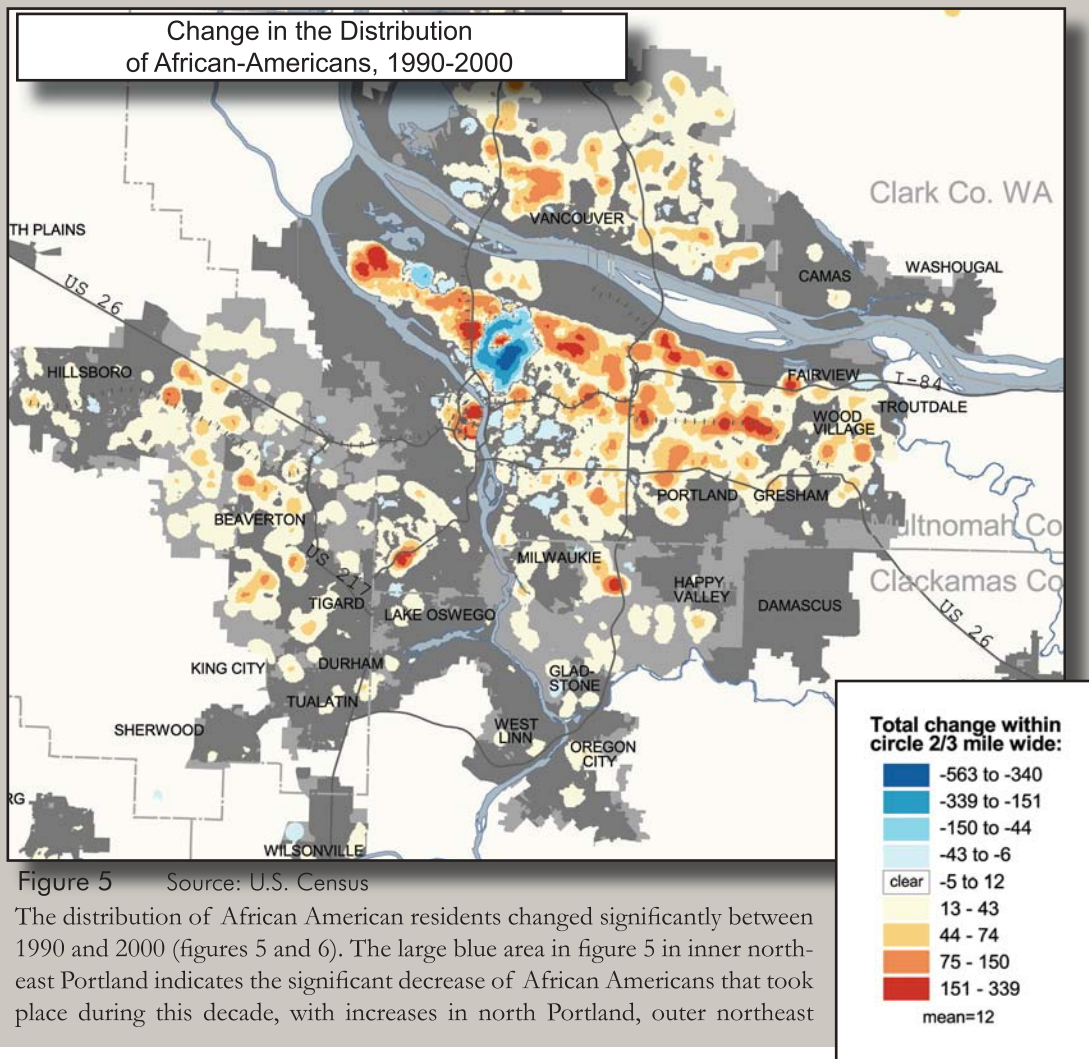 Change in the Distribution
of African-Americans, 1990-2000
Clark Co. WA
VANCOUVER
TH PLAINS
US 26
CAMAS
WASHOUGAL
HILLSBORO
FAIRVIEW
I-84
TROUTDALE
WOOD
VILLAGE
PORTLAND
GRESHAM
BEAVERTON
Multnomah Co
US 217
MILWAUKIE
HAPPY
VALLEY
Clackamas Co
TIGARD
LAKE OSWEGO
DAMASCUS
US 26
KING CITY
DURHAM
GLAD-
STONE
TUALATIN
SHERWOOD
WEST
LINN
OREGON
CITY
RG
WILSONVILLE
Total change within
circle 2/3 mile wide:
-563 to -340
-339 to -151
-150 to -44
-43 to -6
clear -5 to 12
13 - 43
44 - 74
75 - 150
151 - 339
mean=12
Figure 5 Source: U.S. Census
The distribution of African American residents changed significantly between
1990 and 2000 (figures 5 and 6). The large blue area in figure 5 in inner north-
east Portland indicates the significant decrease of African Americans that took
place during this decade, with increases in north Portland, outer northeast